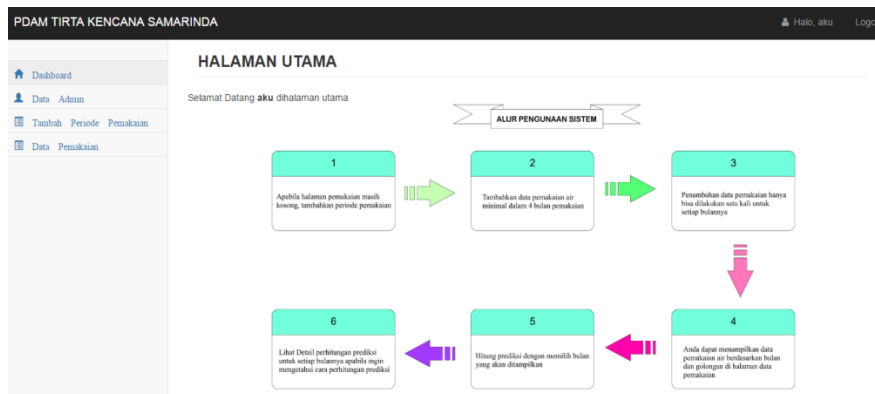 PDAM TIRTA KENCANA SAMARINDA
Halo, aku
Logo
HALAMAN UTAMA
Dashboard
Data Admin
Tambah Periode Pemakaian
Data Pemakaian
Selamat Datang aku dihalaman utama
ALUR PENGUNAAN SISTEM
1
Apabila halaman pemakaian masih
kosong, tambahkan periode pemakaian
2
Tambahkan data pemakaian air
minimal dalam 4 bulan pemakaian
3
Penambahan data pemakaian hanya
bisa dilakukan satu kali untuk
setiap bulannya
4
Anda dapat menampilkan data
pemakaian air berdasarkan bulan
dan golongan di halaman data
pemakaian
5
Hitung prediksi dengan memilih bulan
yang akan ditampilkan
6
Lihat Detail perhitungan prediksi
untuk setiap bulannya apabila ingin
mengetahui cara perhitungan prediksi